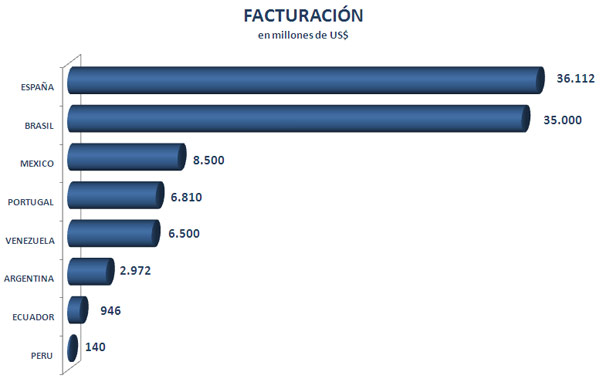 FACTURACIÓN
en millones de US$
ESPAÑA 36.112
BRASIL 35.000
MEXICO 8.500
PORTUGAL 6.810
VENEZUELA 6.500
ARGENTINA 2.972
ECUADOR 946
PERU 140